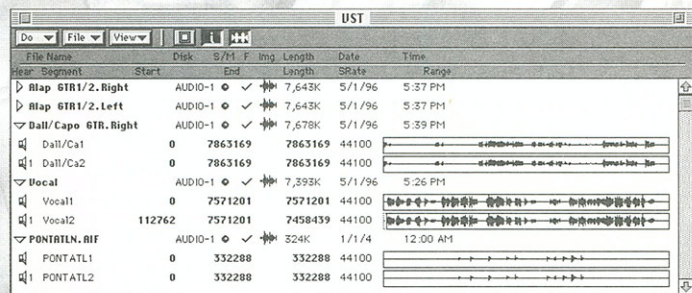 VST
Do File View
File Name Disk S/M F Img Length Date Time
Hear Segment Start End Length SRate Range
Alap GTR1/2.Right AUDIO-1 7,643K 5/1/96 5:37 PM
Alap GTR1/2.Left AUDIO-1 7,643K 5/1/96 5:37 PM
Dall/Capo GTR.Right AUDIO-1 7,678K 5/1/96 5:39 PM
Dall/Ca1 0 7863169 7863169 44100
1 Dall/Ca2 0 7863169 7863169 44100
Vocal AUDIO-1 7,393K 5/1/96 5:26 PM
Vocal1 0 7571201 7571201 44100
1 Vocal2 112762 7571201 7458439 44100
PONTATLN.AIF AUDIO-1 324K 1/1/4 12:00 AM
PONTATL1 0 332288 332288 44100
1 PONTATL2 0 332288 332288 44100